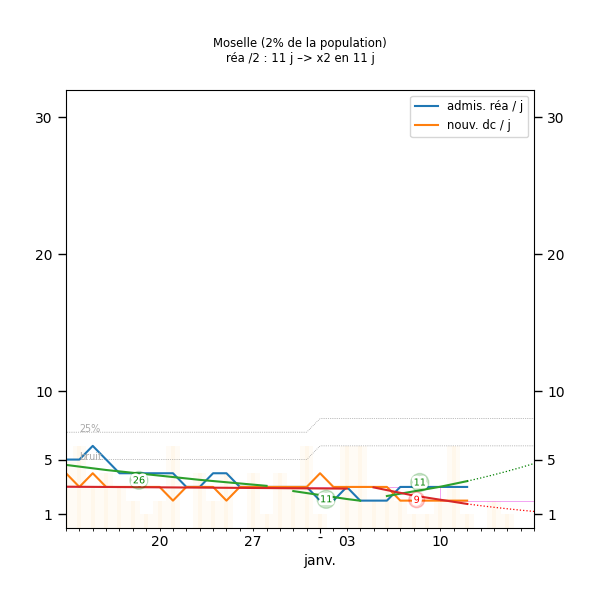 Moselle (2% de la population)
réa /2 : 11 j –> x2 en 11 j
admis. réa / j
nouv. dc / j
30 30
20 20
10 10
25%
5 bruit 5
26
11
11
9
1 1
20 27 03 10
janv.